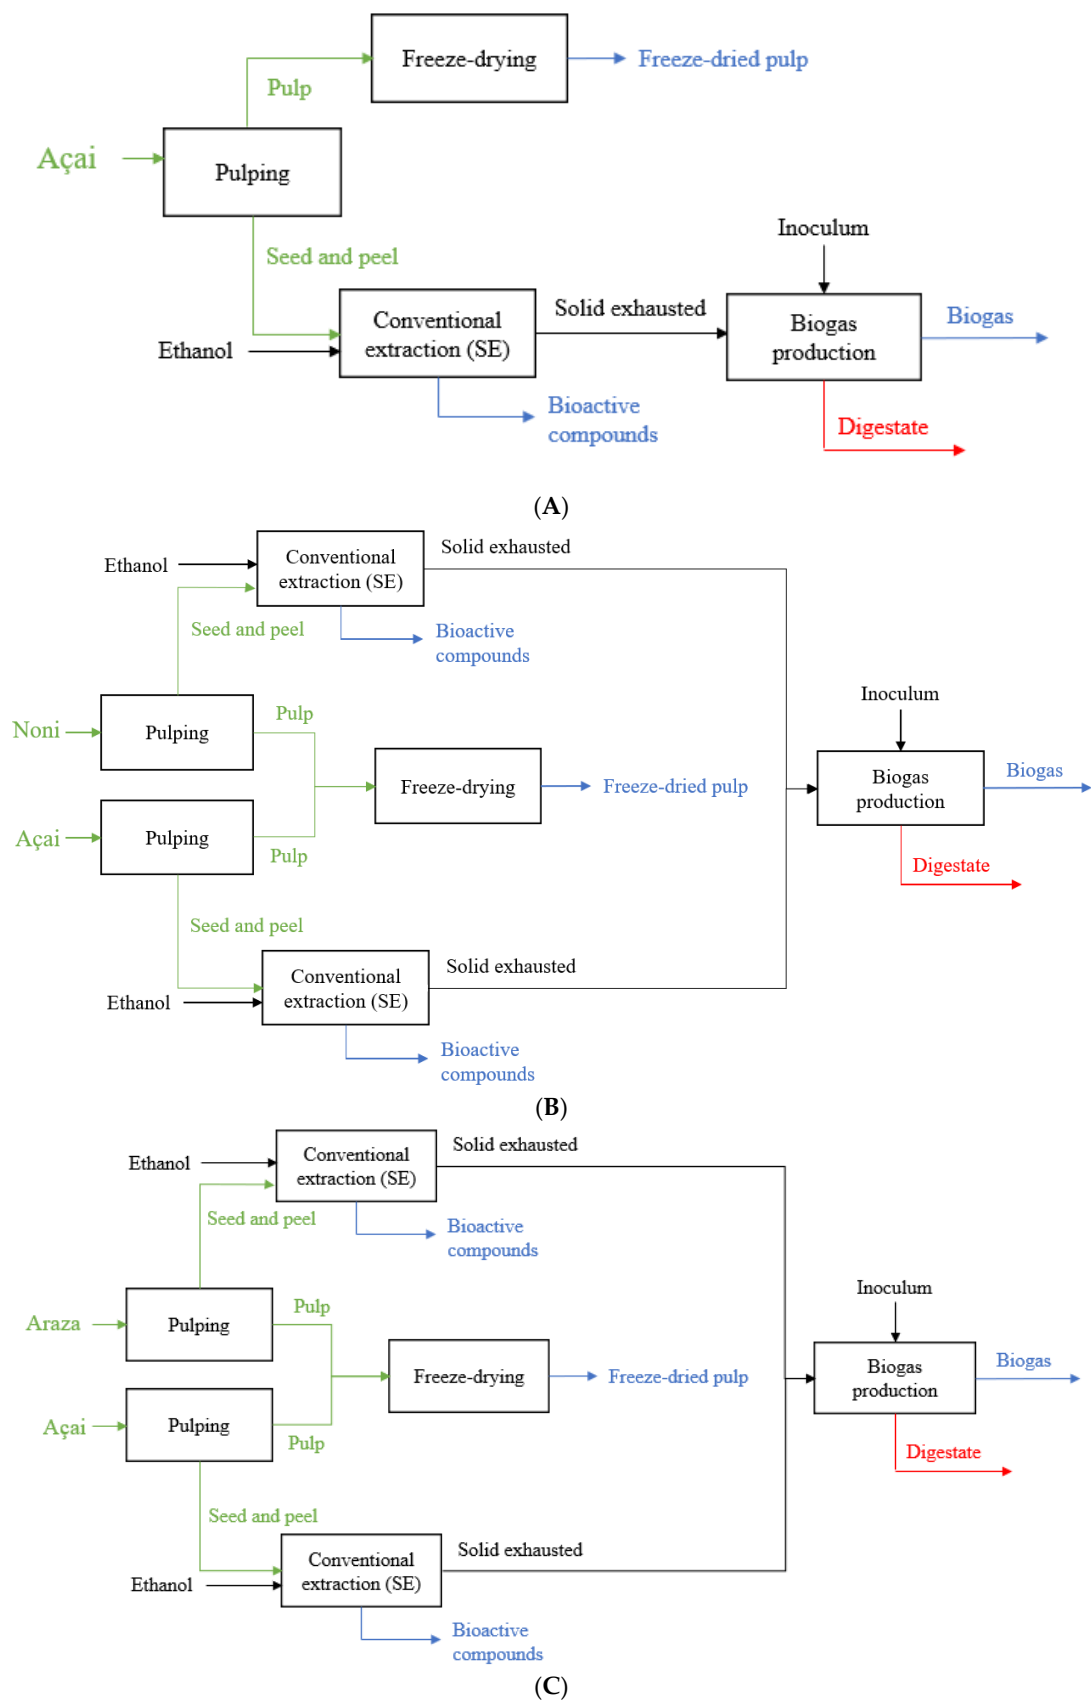 Freeze-drying
Freeze-dried pulp
Pulp
Açai
Pulping
Seed and peel
Inoculum
Conventional
extraction (SE)
Solid exhausted
Biogas
production
Biogas
Ethanol
Bioactive
compounds
Digestate
(A)
Ethanol
Conventional
extraction (SE)
Solid exhausted
Seed and peel
Bioactive
compounds
Noni
Pulping
Pulp
Inoculum
Freeze-drying
Freeze-dried pulp
Biogas
production
Biogas
Açai
Pulping
Pulp
Digestate
Seed and peel
Conventional
extraction (SE)
Solid exhausted
Ethanol
Bioactive
compounds
(B)
Ethanol
Conventional
extraction (SE)
Solid exhausted
Seed and peel
Bioactive
compounds
Araza
Pulping
Pulp
Inoculum
Freeze-drying
Freeze-dried pulp
Biogas
production
Biogas
Açai
Pulping
Pulp
Digestate
Seed and peel
Conventional
extraction (SE)
Solid exhausted
Ethanol
Bioactive
compounds
(C)